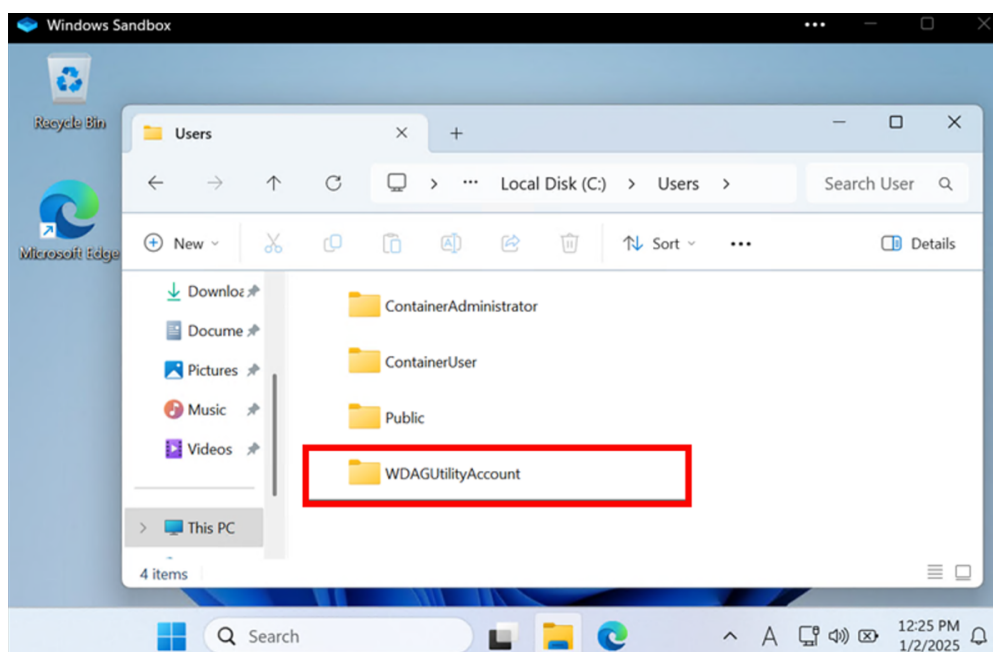 Windows Sandbox
Recycle Bin
Microsoft Edge
Users
Local Disk (C:)
Users
Search User
New
Sort
Details
Downloa
Docume
Pictures
Music
Videos
This PC
ContainerAdministrator
ContainerUser
Public
WDAGUtilityAccount
4 items
Search
A
12:25 PM
1/2/2025